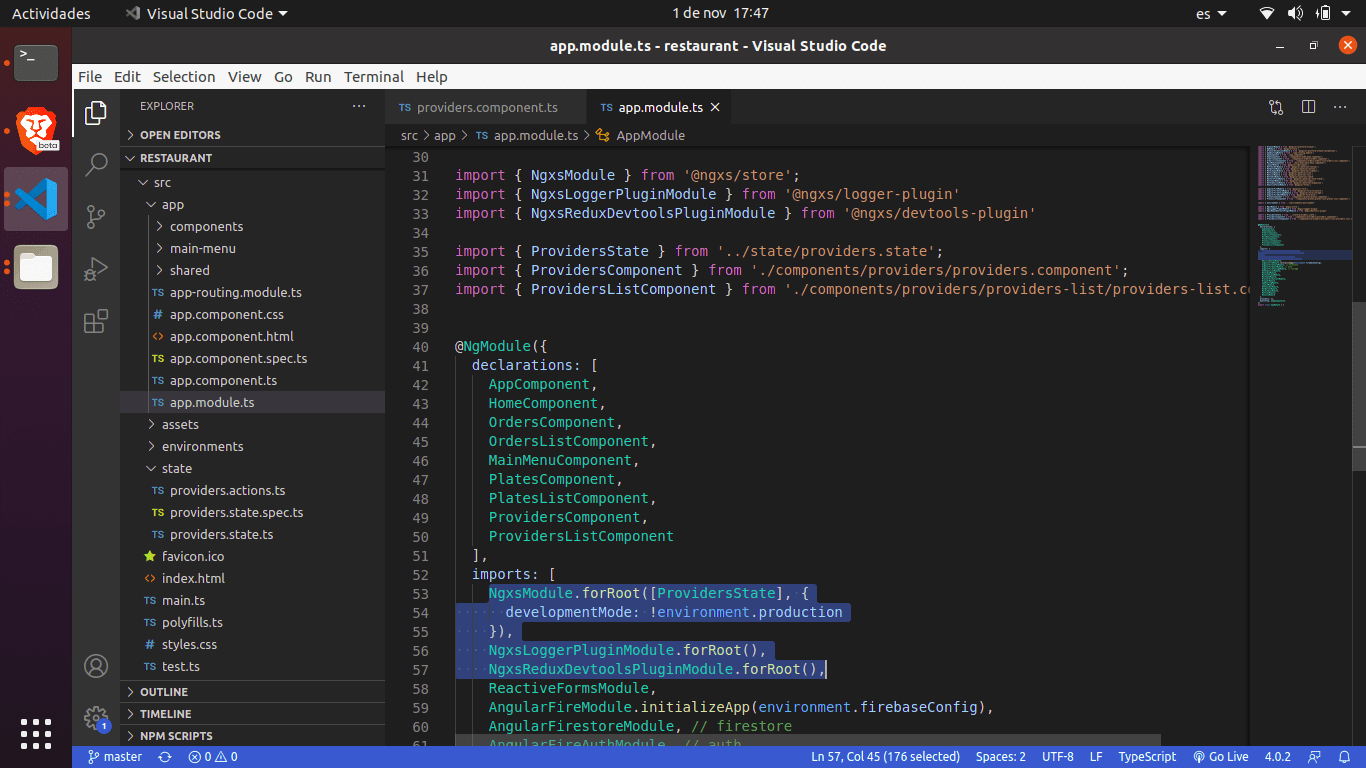 Actividades
Visual Studio Code
1 de nov 17:47
es
app.module.ts - restaurant - Visual Studio Code
File Edit Selection View Go Run Terminal Help
EXPLORER
OPEN EDITORS
RESTAURANT
src
app
components
main-menu
shared
TS app-routing.module.ts
# app.component.css
<> app.component.html
TS app.component.spec.ts
TS app.component.ts
TS app.module.ts
assets
environments
state
TS providers.actions.ts
TS providers.state.spec.ts
TS providers.state.ts
favicon.ico
<> index.html
TS main.ts
TS polyfills.ts
# styles.css
TS test.ts
OUTLINE
TIMELINE
NPM SCRIPTS
beta
1
TS providers.component.ts
TS app.module.ts
src > app > TS app.module.ts > AppModule
30
31 import { NgxsModule } from '@ngxs/store';
32 import { NgxsLoggerPluginModule } from '@ngxs/logger-plugin'
33 import { NgxsReduxDevtoolsPluginModule } from '@ngxs/devtools-plugin'
34
35 import { ProvidersState } from '../state/providers.state';
36 import { ProvidersComponent } from './components/providers/providers.component';
37 import { ProvidersListComponent } from './components/providers/providers-list/providers-list.co
38
39
40 @NgModule({
41 declarations: [
42 AppComponent,
43 HomeComponent,
44 OrdersComponent,
45 OrdersListComponent,
46 MainMenuComponent,
47 PlatesComponent,
48 PlatesListComponent,
49 ProvidersComponent,
50 ProvidersListComponent
51 ],
52 imports: [
53 NgxsModule.forRoot([ProvidersState], {
54 developmentMode: !environment.production
55 }),
56 NgxsLoggerPluginModule.forRoot(),
57 NgxsReduxDevtoolsPluginModule.forRoot(),
58 ReactiveFormsModule,
59 AngularFireModule.initializeApp(environment.firebaseConfig),
60 AngularFirestoreModule, // firestore
61 AngularFireAuthModule, // auth
master
0 0
Ln 57, Col 45 (176 selected)
Spaces: 2
UTF-8
LF
TypeScript
Go Live
4.0.2